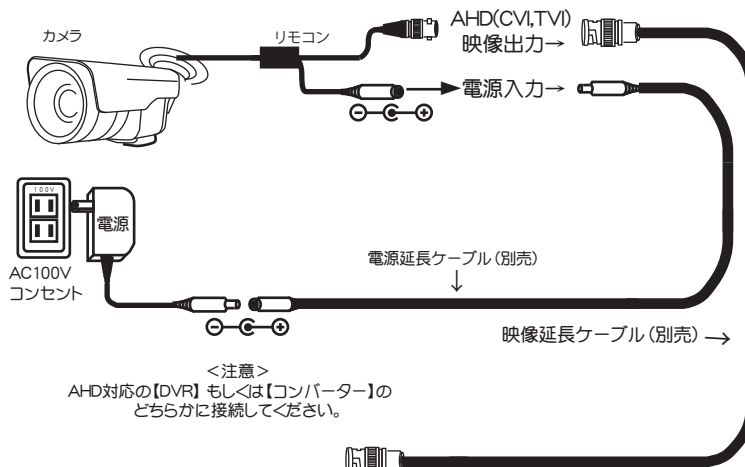 カメラ
リモコン
AHD(CVI,TVI)
映像出力→
電源入力→
100V
電源
AC100V
コンセント
電源延長ケーブル(別売)
↓
映像延長ケーブル(別売) →
<注意>
AHD対応の【DVR】もしくは【コンバーター】の
どちらかに接続してください。